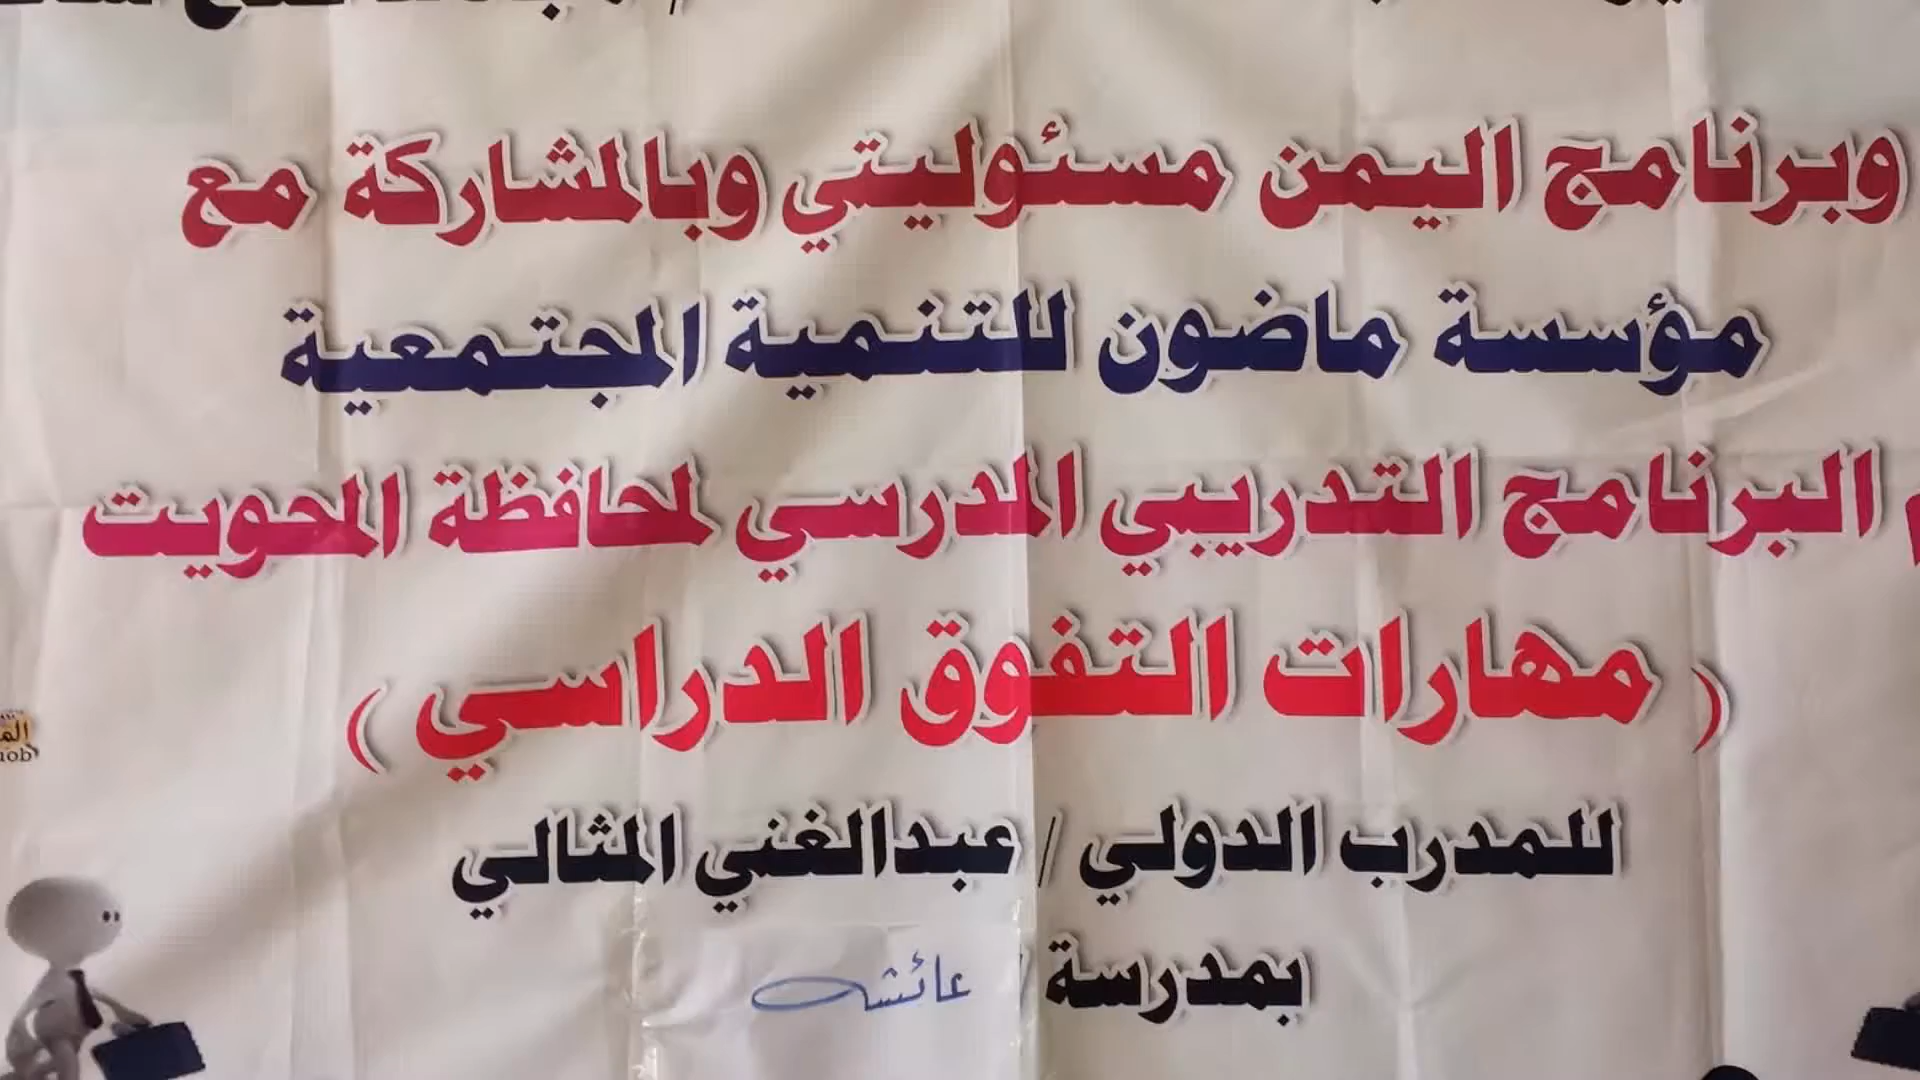 وبرنامج اليمن مسئوليتي وبالمشاركة مع
مؤسسة ماضون للتنمية المجتمعية
البرنامج التدريبي المدرسي لمحافظة المحويت
( مهارات التفوق الدراسي )
للمدرب الدولي / عبدالغني المثالي
بمدرسة / عائشه